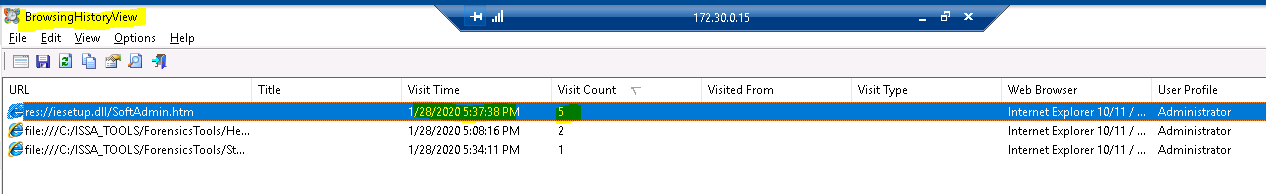 BrowsingHistoryView
172.30.0.15
File Edit View Options Help
URL Title Visit Time Visit Count Visited From Visit Type Web Browser User Profile
res://iesetup.dll/SoftAdmin.htm 1/28/2020 5:37:38 PM 5 Internet Explorer 10/11 / ... Administrator
file:///C:/ISSA_TOOLS/ForensicsTools/He... 1/28/2020 5:08:16 PM 2 Internet Explorer 10/11 / ... Administrator
file:///C:/ISSA_TOOLS/ForensicsTools/St... 1/28/2020 5:34:11 PM 1 Internet Explorer 10/11 / ... Administrator